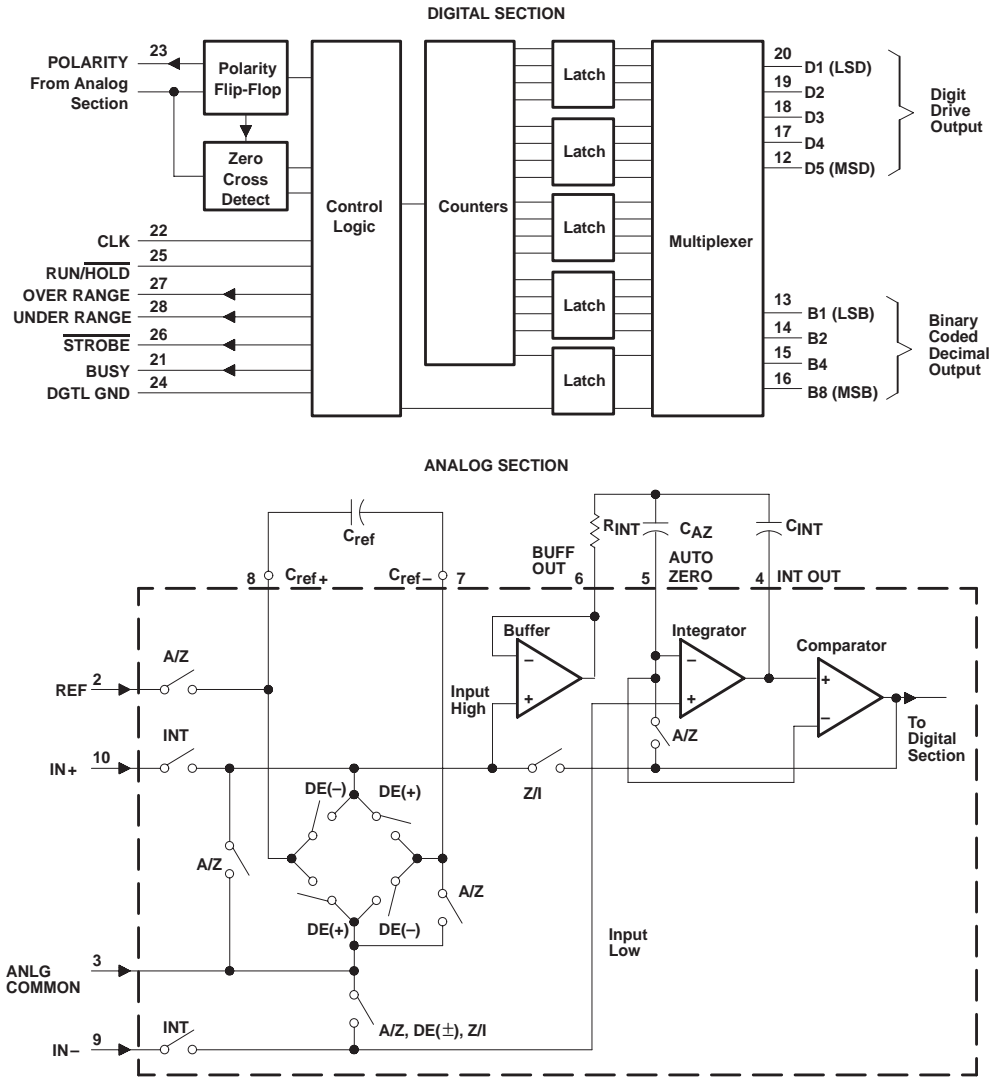 DIGITAL SECTION
POLARITY
23
From Analog
Section
Polarity
Flip-Flop
Zero
Cross
Detect
CLK
22
RUN/HOLD
25
OVER RANGE
27
UNDER RANGE
28
STROBE
26
BUSY
21
DGTL GND
24
Control
Logic
Counters
Latch
Latch
Latch
Latch
Latch
Multiplexer
20
D1 (LSD)
19
D2
18
D3
17
D4
12
D5 (MSD)
Digit
Drive
Output
13
B1 (LSB)
14
B2
15
B4
16
B8 (MSB)
Binary
Coded
Decimal
Output
ANALOG SECTION
Cref
RINT
CAZ
CINT
8
Cref+
Cref−
7
BUFF
OUT
6
AUTO
ZERO
5
4
INT OUT
Buffer
−
+
Integrator
−
+
Comparator
+
−
REF
2
A/Z
Input
High
A/Z
To
Digital
Section
IN+
10
INT
Z/I
DE(−)
DE(+)
A/Z
A/Z
DE(+)
DE(−)
Input
Low
ANLG
COMMON
3
A/Z, DE(±), Z/I
IN−
9
INT